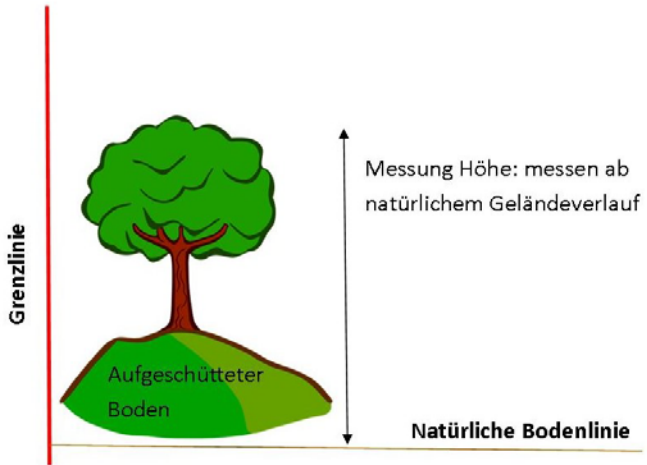 Grenzlinie
Messung Höhe: messen ab
natürlichem Geländeverlauf
Aufgeschütteter
Boden
Natürliche Bodenlinie